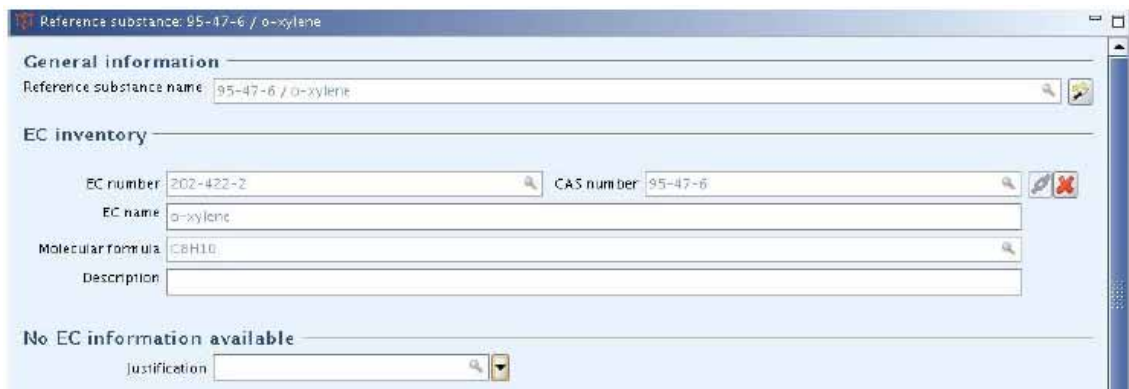 Reference substance: 95-47-6 / o-xylene
General information
Reference substance name 95-47-6 / o-xylene
EC inventory
EC number 202-422-2 CAS number 95-47-6
EC name o-xylene
Molecular formula C8H10
Description
No EC information available
Justification